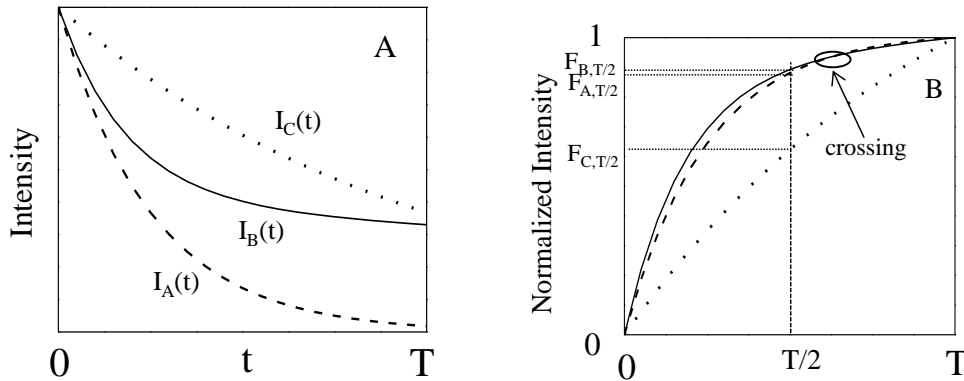 A
Intensity
I_C(t)
I_B(t)
I_A(t)
0 t T
B
Normalized Intensity
1
F_B,T/2
F_A,T/2
F_C,T/2
crossing
0
0 T/2 T